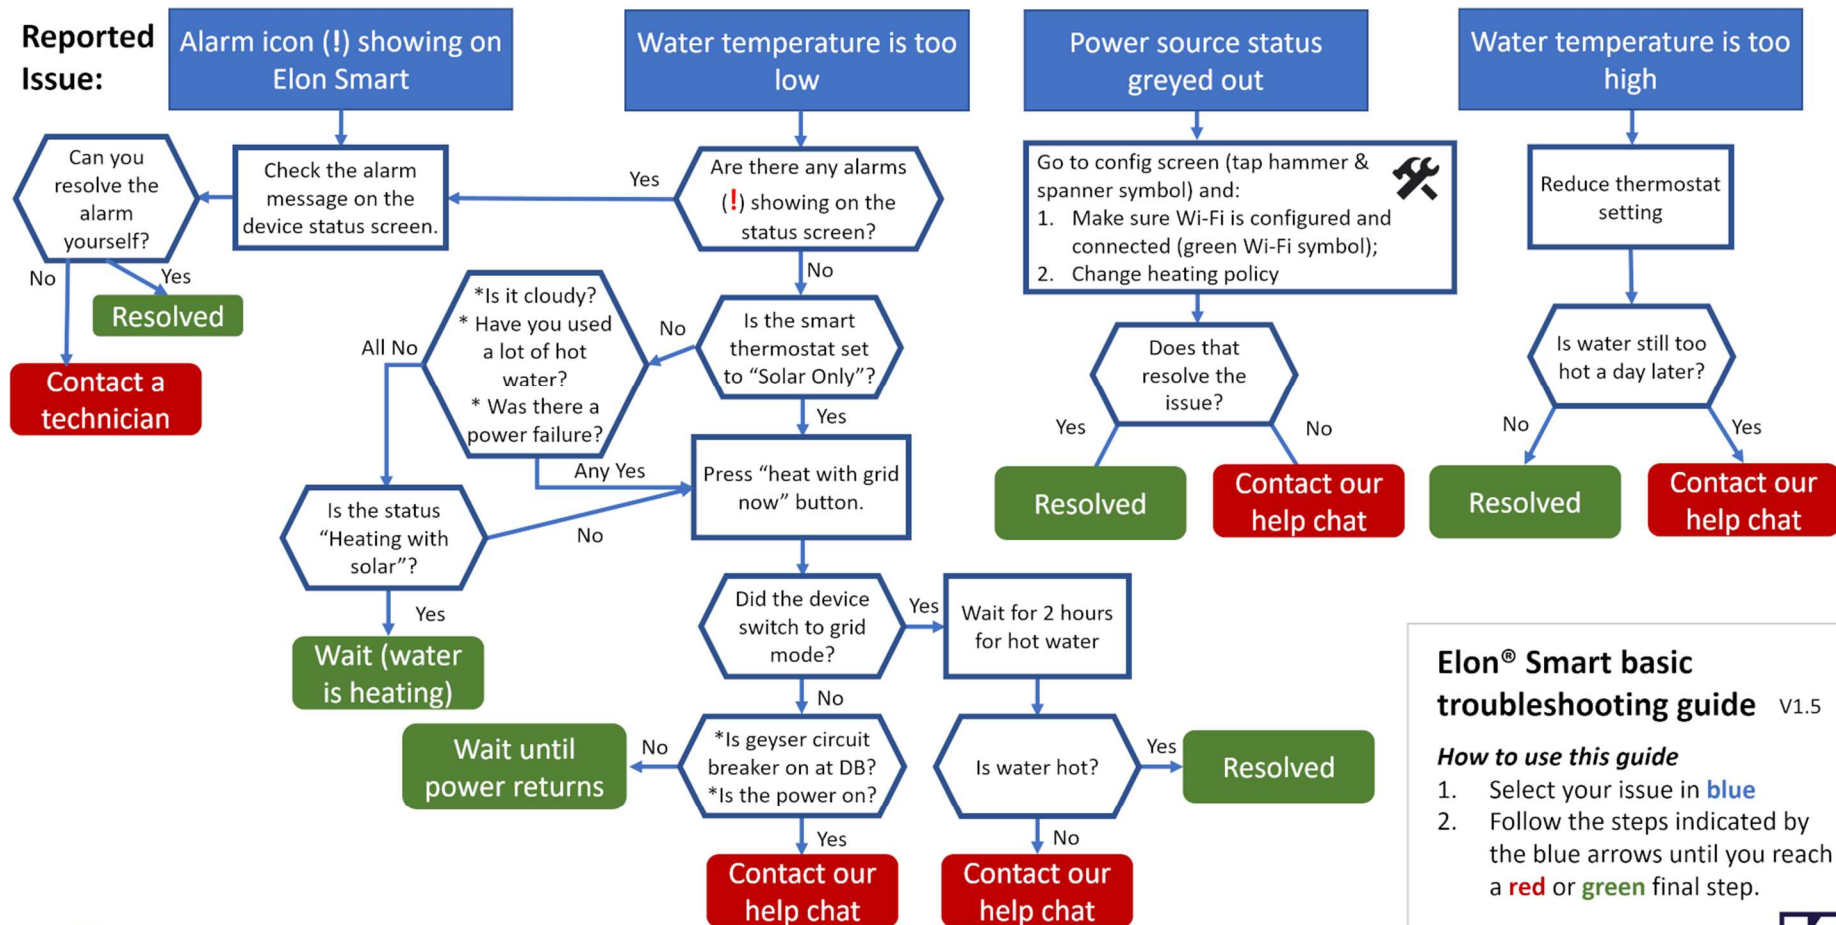 Reported
Issue:
Alarm icon (!) showing on
Elon Smart
Water temperature is too
low
Power source status
greyed out
Water temperature is too
high
Can you
resolve the
alarm
yourself?
Check the alarm
message on the
device status screen.
Yes
Are there any alarms
(!) showing on the
status screen?
Go to config screen (tap hammer &
spanner symbol) and:
1. Make sure Wi-Fi is configured and
connected (green Wi-Fi symbol);
2. Change heating policy
Reduce thermostat
setting
No
Yes
Resolved
Contact a
technician
No
*Is it cloudy?
* Have you used
a lot of hot
water?
* Was there a
power failure?
No
All No
Is the smart
thermostat set
to “Solar Only”?
Yes
Any Yes
Press “heat with grid
now” button.
Is the status
“Heating with
solar”?
No
Yes
Wait (water
is heating)
Does that
resolve the
issue?
Yes
No
Resolved
Contact our
help chat
Is water still too
hot a day later?
No
Yes
Resolved
Contact our
help chat
Did the device
switch to grid
mode?
Yes
Wait for 2 hours
for hot water
No
*Is geyser circuit
breaker on at DB?
*Is the power on?
No
Wait until
power returns
Yes
Contact our
help chat
Is water hot?
Yes
Resolved
No
Contact our
help chat
Elon® Smart basic
troubleshooting guide V1.5
How to use this guide
1. Select your issue in blue
2. Follow the steps indicated by
the blue arrows until you reach
a red or green final step.